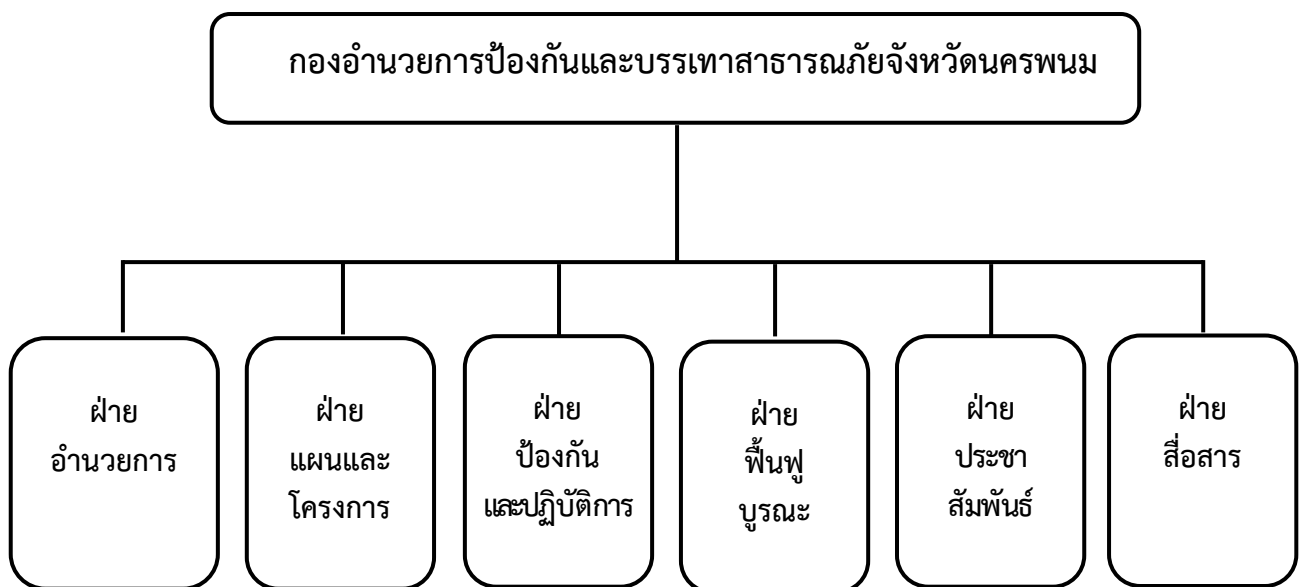 กองอำนวยการป้องกันและบรรเทาสาธารณภัยจังหวัดนครพนม
ฝ่าย
อำนวยการ
ฝ่าย
แผนและ
โครงการ
ฝ่าย
ป้องกัน
และปฏิบัติการ
ฝ่าย
ฟื้นฟู
บูรณะ
ฝ่าย
ประชา
สัมพันธ์
ฝ่าย
สื่อสาร